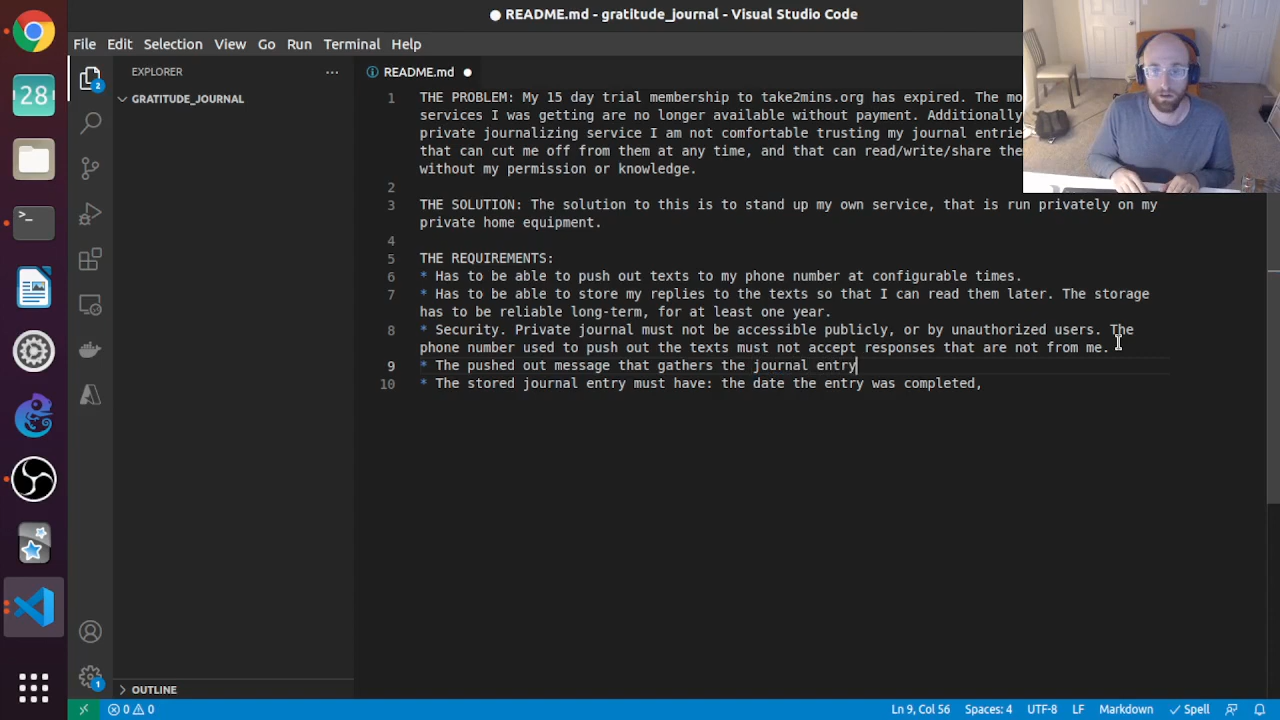 README.md - gratitude_journal - Visual Studio Code
File Edit Selection View Go Run Terminal Help
EXPLORER
README.md
GRATITUDE_JOURNAL
1 THE PROBLEM: My 15 day trial membership to take2mins.org has expired. The mo
services I was getting are no longer available without payment. Additionally
private journalizing service I am not comfortable trusting my journal entrie
that can cut me off from them at any time, and that can read/write/share the
without my permission or knowledge.
2
3 THE SOLUTION: The solution to this is to stand up my own service, that is run privately on my
private home equipment.
4
5 THE REQUIREMENTS:
6 * Has to be able to push out texts to my phone number at configurable times.
7 * Has to be able to store my replies to the texts so that I can read them later. The storage
has to be reliable long-term, for at least one year.
8 * Security. Private journal must not be accessible publicly, or by unauthorized users. The
phone number used to push out the texts must not accept responses that are not from me.
9 * The pushed out message that gathers the journal entry
10 * The stored journal entry must have: the date the entry was completed,
28
2
1
OUTLINE
0 0 Ln 9, Col 56 Spaces: 4 UTF-8 LF Markdown Spell